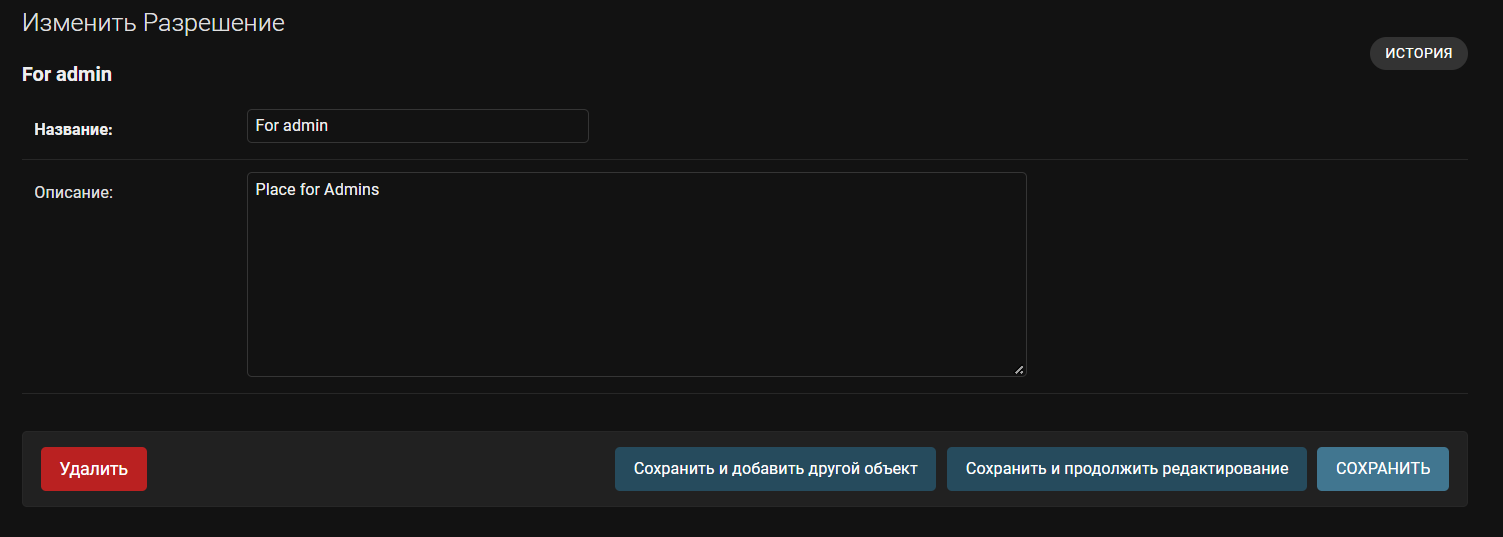 Изменить Разрешение
ИСТОРИЯ
For admin
Название:
For admin
Описание:
Place for Admins
Удалить
Сохранить и добавить другой объект
Сохранить и продолжить редактирование
СОХРАНИТЬ